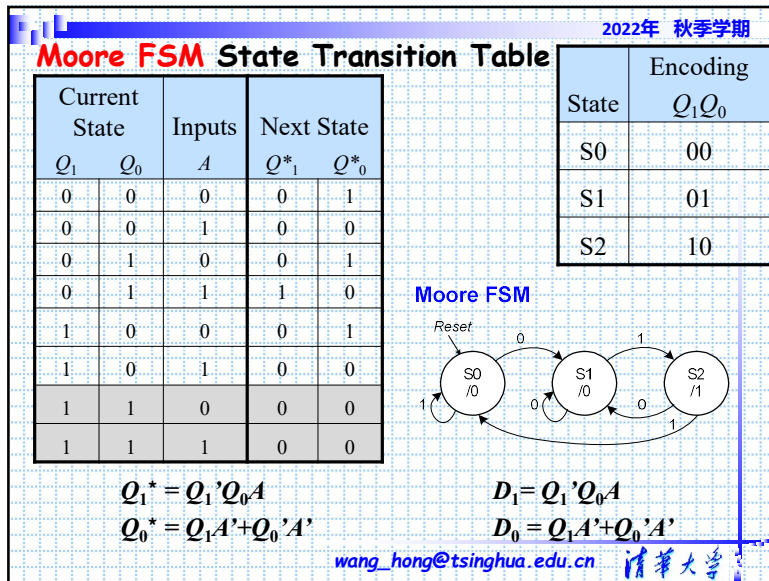 2022年 秋季学期
Moore FSM State Transition Table
Current State Inputs Next State
Q₁ Q₀ A Q*₁ Q*₀
0 0 0 0 1
0 0 1 0 0
0 1 0 0 1
0 1 1 1 0
1 0 0 0 1
1 0 1 0 0
1 1 0 0 0
1 1 1 0 0
State Encoding Q₁Q₀
S0 00
S1 01
S2 10
Moore FSM
Reset
0
1
S0
/0
S1
/0
S2
/1
1
0
0
1
Q₁* = Q₁’Q₀A
Q₀* = Q₁A’+Q₀’A’
D₁= Q₁’Q₀A
D₀ = Q₁A’+Q₀’A’
wang_hong@tsinghua.edu.cn
清华大学